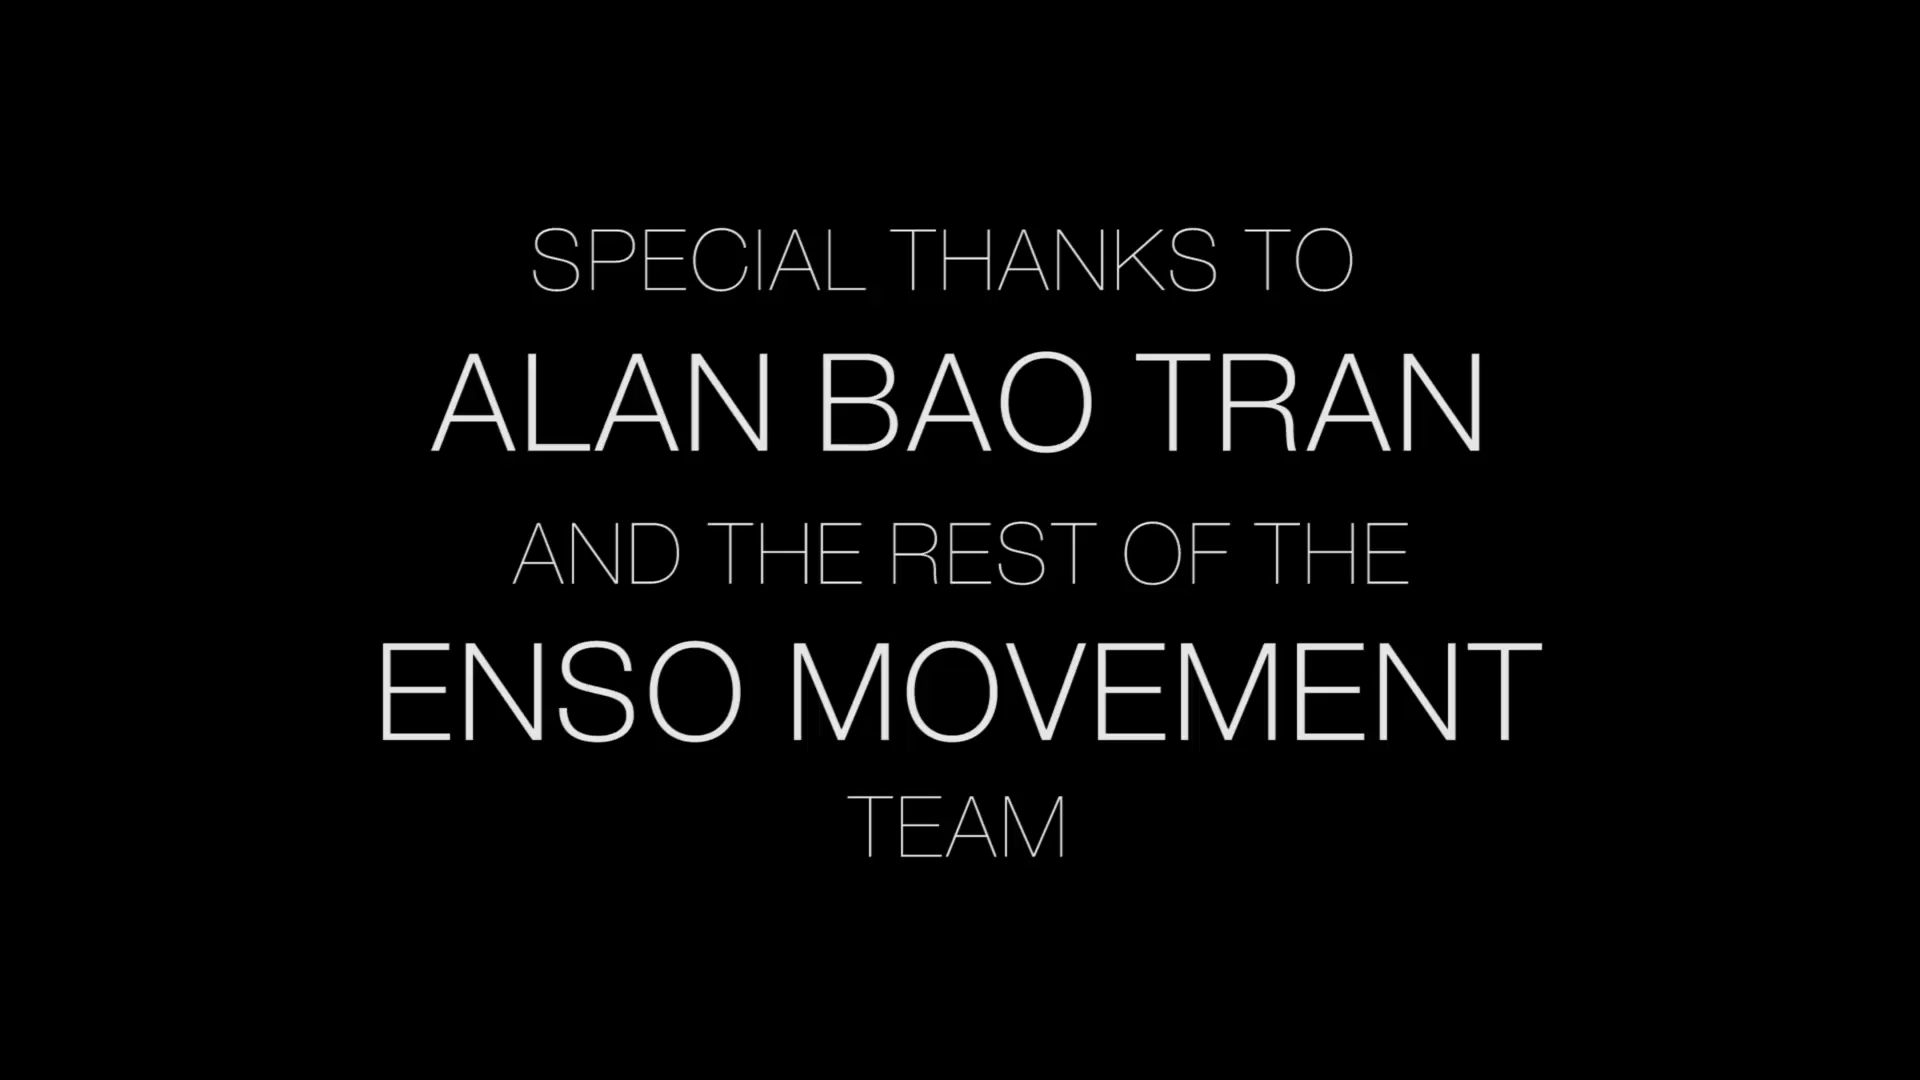 SPECIAL THANKS TO
ALAN BAO TRAN
AND THE REST OF THE
ENSO MOVEMENT
TEAM